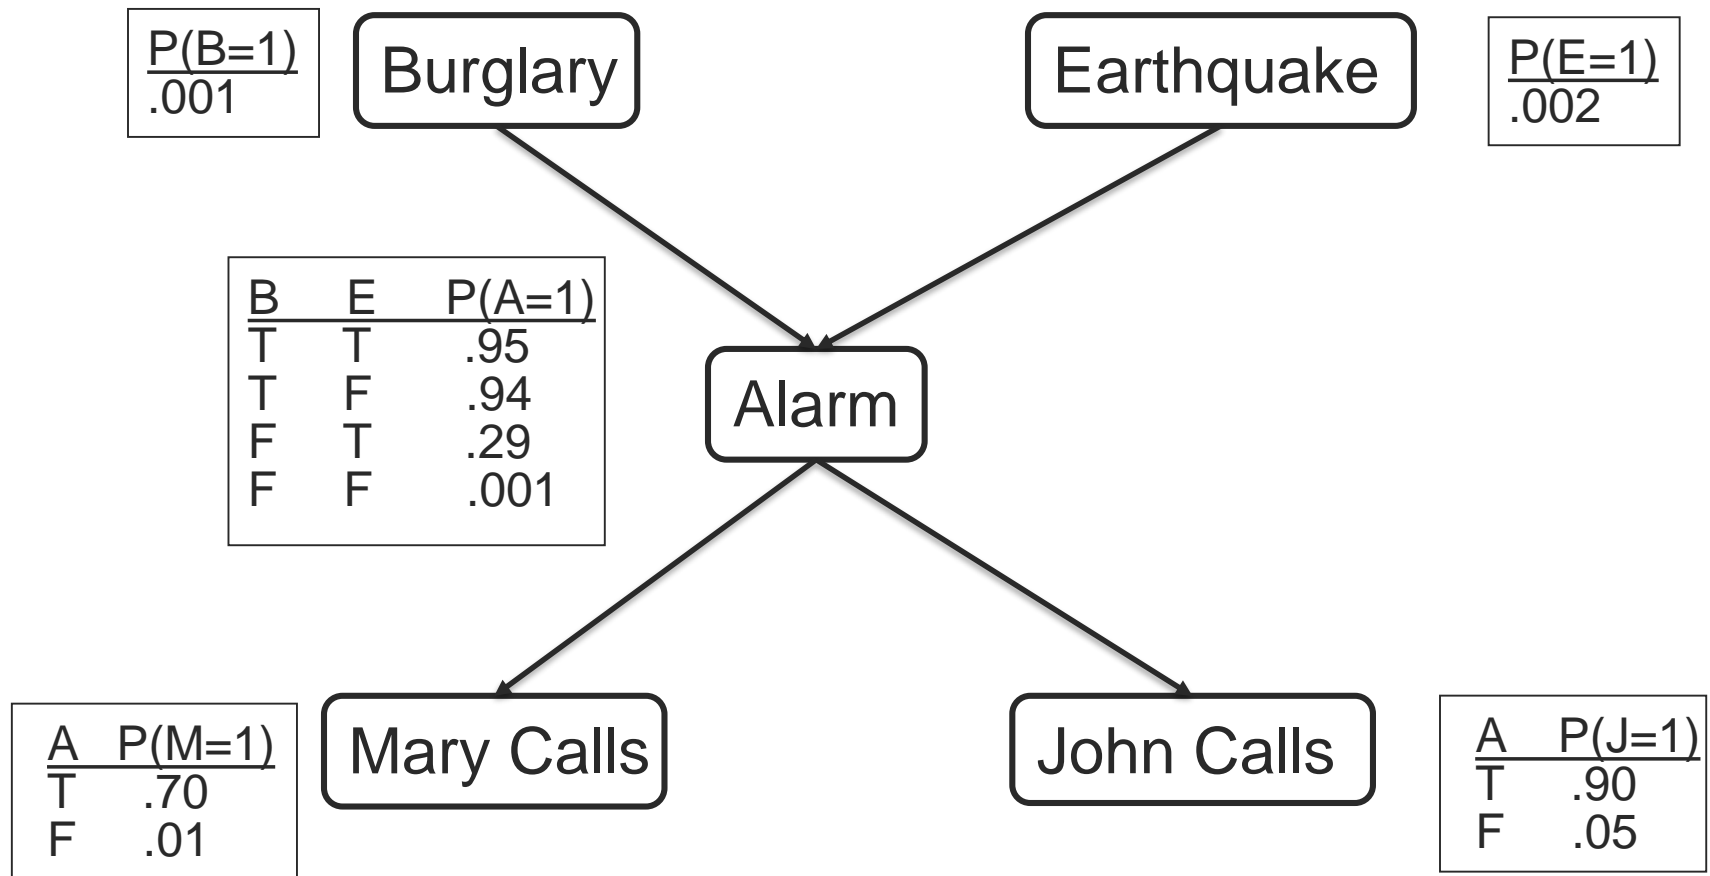 P(B=1)
.001
Burglary
Earthquake
P(E=1)
.002
B E P(A=1)
T T .95
T F .94
F T .29
F F .001
Alarm
A P(M=1)
T .70
F .01
Mary Calls
John Calls
A P(J=1)
T .90
F .05